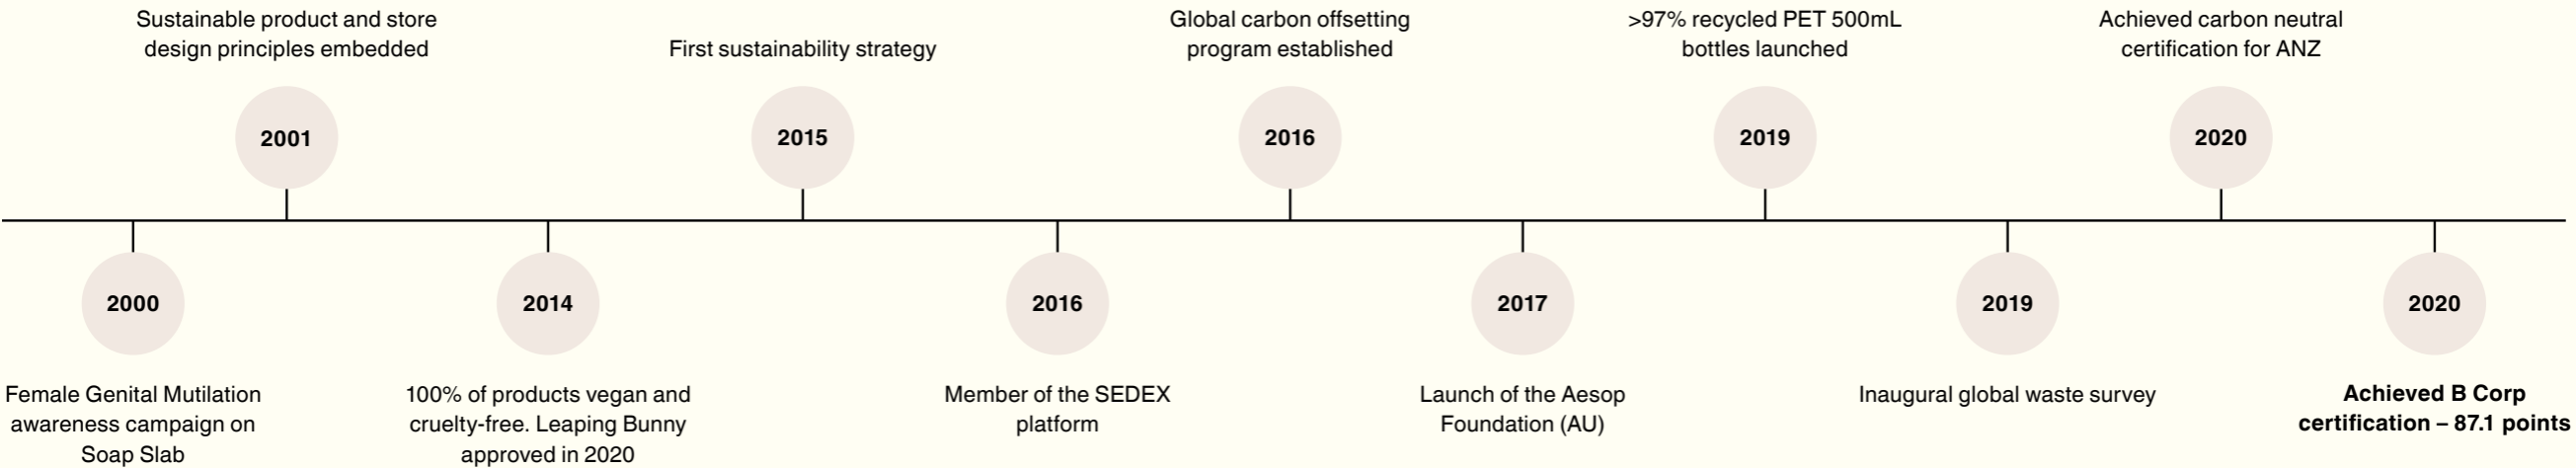 Sustainable product and store
design principles embedded
2001
First sustainability strategy
2015
Global carbon offsetting
program established
2016
>97% recycled PET 500mL
bottles launched
2019
Achieved carbon neutral
certification for ANZ
2020
2000
Female Genital Mutilation
awareness campaign on
Soap Slab
2014
100% of products vegan and
cruelty-free. Leaping Bunny
approved in 2020
2016
Member of the SEDEX
platform
2017
Launch of the Aesop
Foundation (AU)
2019
Inaugural global waste survey
2020
Achieved B Corp
certification – 87.1 points